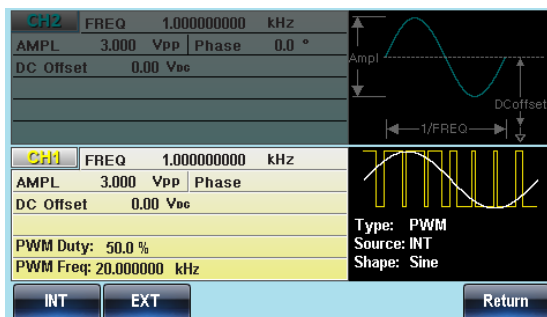 CH2 FREQ 1.000000000 kHz
AMPL 3.000 Vpp Phase 0.0 °
DC Offset 0.00 VDC
Ampl
DCoffset
1/FREQ
CH1 FREQ 1.000000000 kHz
AMPL 3.000 Vpp Phase
DC Offset 0.00 VDC
PWM Duty: 50.0 %
PWM Freq: 20.000000 kHz
Type: PWM
Source: INT
Shape: Sine
INT EXT Return